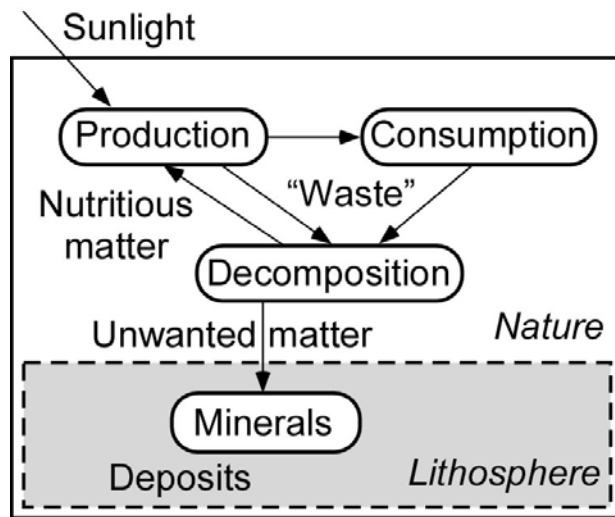 Sunlight
Production
Consumption
“Waste”
Nutritious
matter
Decomposition
Unwanted matter
Nature
Minerals
Deposits
Lithosphere